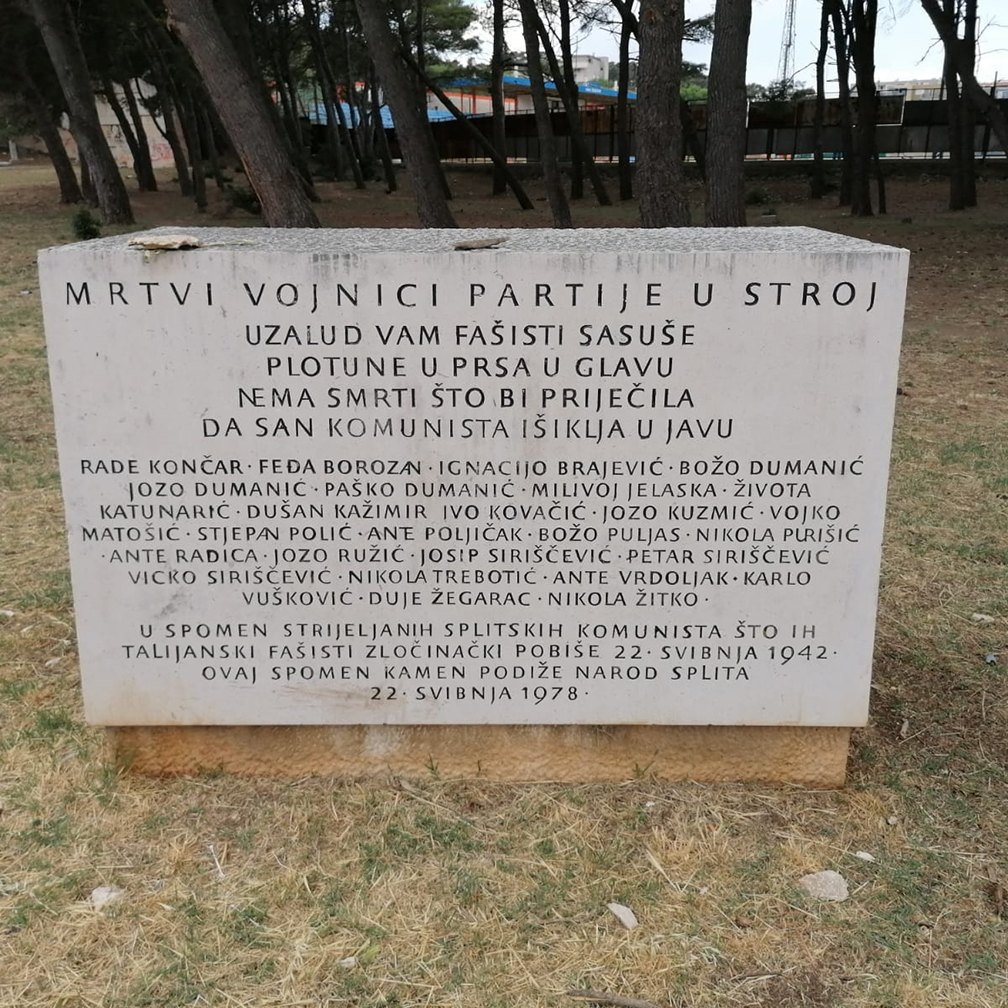 MRTVI VOJNICI PARTIJE U STROJ
UZALUD VAM FAŠISTI SASUŠE
PLOTUNE U PRSA U GLAVU
NEMA SMRTI ŠTO BI PRIJEČILA
DA SAN KOMUNISTA IŠIKLJA U JAVU
RADE KONČAR · FEĐA BOROZAN · IGNACIJO BRAJEVIĆ · BOŽO DUMANIĆ
JOZO DUMANIĆ · PAŠKO DUMANIĆ · MILIVOJ JELASKA · ŽIVOTA
KATUNARIĆ · DUŠAN KAŽIMIR IVO KOVAČIĆ · JOZO KUZMIĆ · VOJKO
MATOŠIĆ · STJEPAN POLIĆ · ANTE POLJIČAK · BOŽO PULJAS · NIKOLA PURIŠIĆ
· ANTE RADICA · JOZO RUŽIĆ · JOSIP SIRIŠČEVIĆ · PETAR SIRIŠČEVIĆ
VICKO SIRIŠČEVIĆ · NIKOLA TREBOTIĆ · ANTE VRDOLJAK · KARLO
VUŠKOVIĆ · DUJE ŽEGARAC · NIKOLA ŽITKO ·
U SPOMEN STRIJELJANIH SPLITSKIH KOMUNISTA ŠTO IH
TALIJANSKI FAŠISTI ZLOČINAČKI POBIŠE 22 · SVIBNJA 1942 ·
OVAJ SPOMEN KAMEN PODIŽE NAROD SPLITA
22 · SVIBNJA 1978 ·